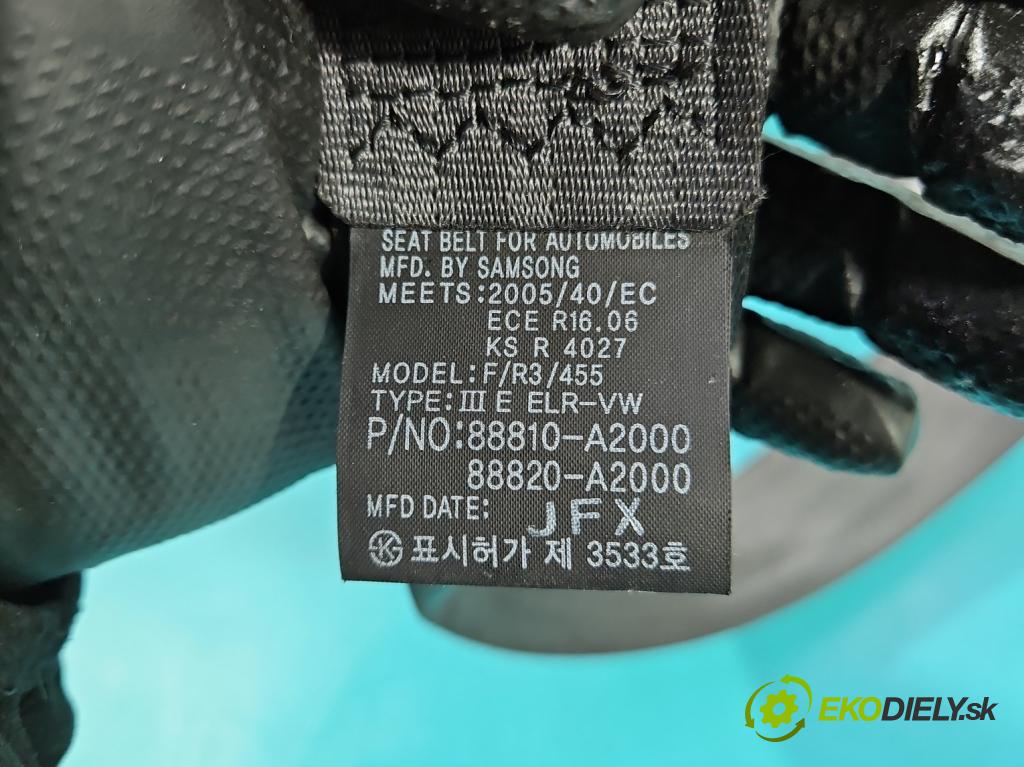 SEAT BELT FOR AUTOMOBILES
MFD. BY SAMSONG
MEETS:2005/40/EC
ECE R16.06
KS R 4027
MODEL:F/R3/455
TYPE:III E ELR-VW
P/NO:88810-A2000
88820-A2000
MFD DATE: JFX
표시허가 제 3533호
EKODIELY.sk